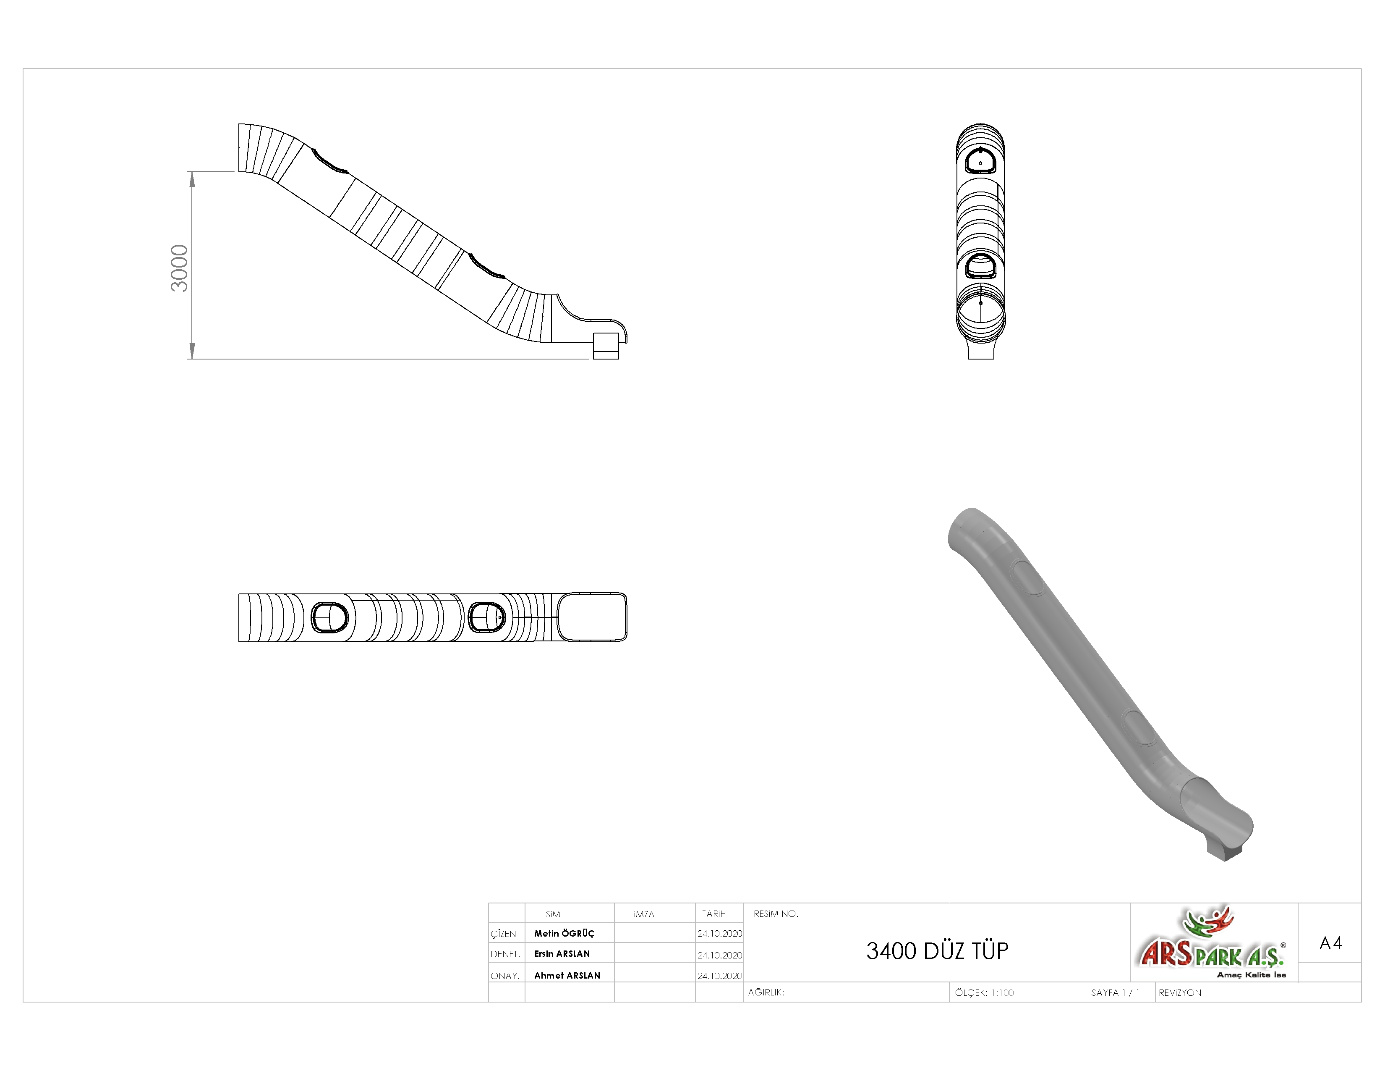 3000
İSİM İMZA TARİH RESİM NO.
ÇİZEN Metin ÖGRÜÇ 24.10.2020
DENET. Ersin ARSLAN 24.10.2020
ONAY. Ahmet ARSLAN 24.10.2020
3400 DÜZ TÜP
ARSPARK A.Ş.®
Amaç Kalite İse
A4
AĞIRLIK: ÖLÇEK: 1:100 SAYFA 1 / 1 REVİZYON